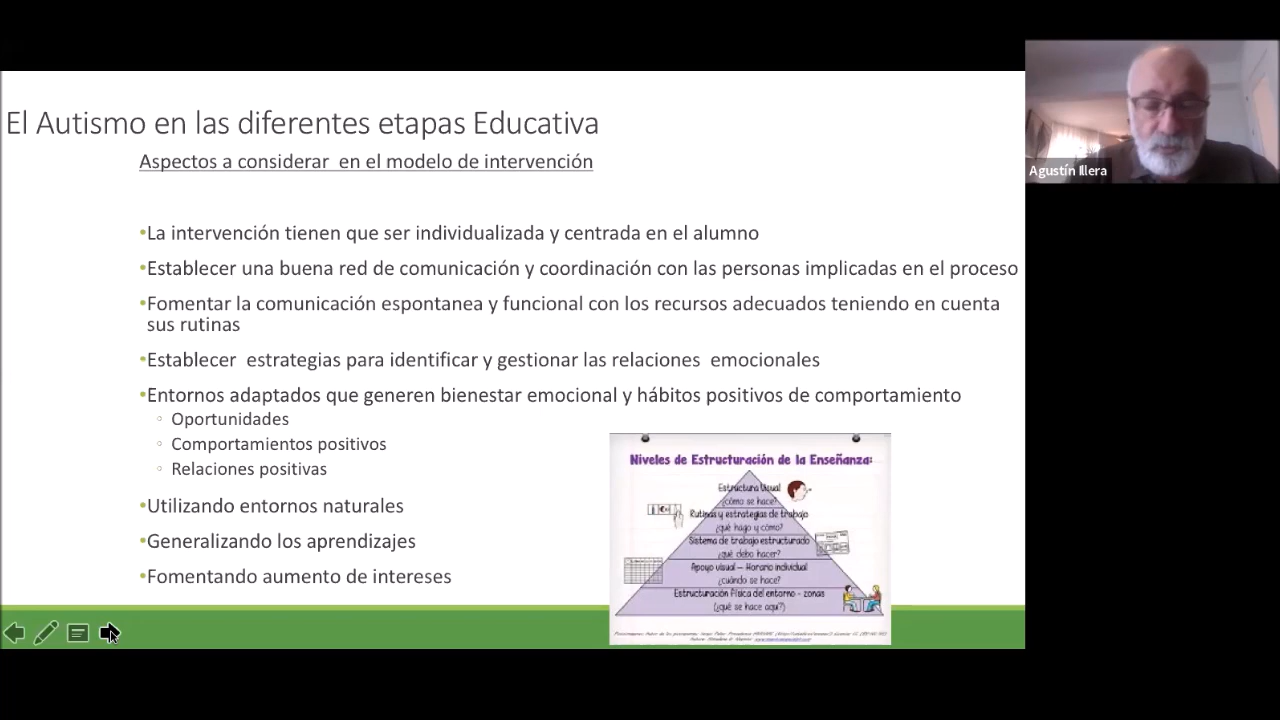 El Autismo en las diferentes etapas Educativa
Aspectos a considerar en el modelo de intervención
•La intervención tienen que ser individualizada y centrada en el alumno
•Establecer una buena red de comunicación y coordinación con las personas implicadas en el proceso
•Fomentar la comunicación espontanea y funcional con los recursos adecuados teniendo en cuenta
sus rutinas
•Establecer estrategias para identificar y gestionar las relaciones emocionales
•Entornos adaptados que generen bienestar emocional y hábitos positivos de comportamiento
◦ Oportunidades
◦ Comportamientos positivos
◦ Relaciones positivas
•Utilizando entornos naturales
•Generalizando los aprendizajes
•Fomentando aumento de intereses
Niveles de Estructuración de la Enseñanza:
Estructura Visual
¿cómo se hace?
Rutinas y estrategias de trabajo
¿qué hago y cómo?
Sistema de trabajo estructurado
¿qué debo hacer?
Apoyo visual – Horario individual
¿cuándo se hace?
Estructuración física del entorno - zonas
(¿qué se hace aquí?)
Agustín Illera